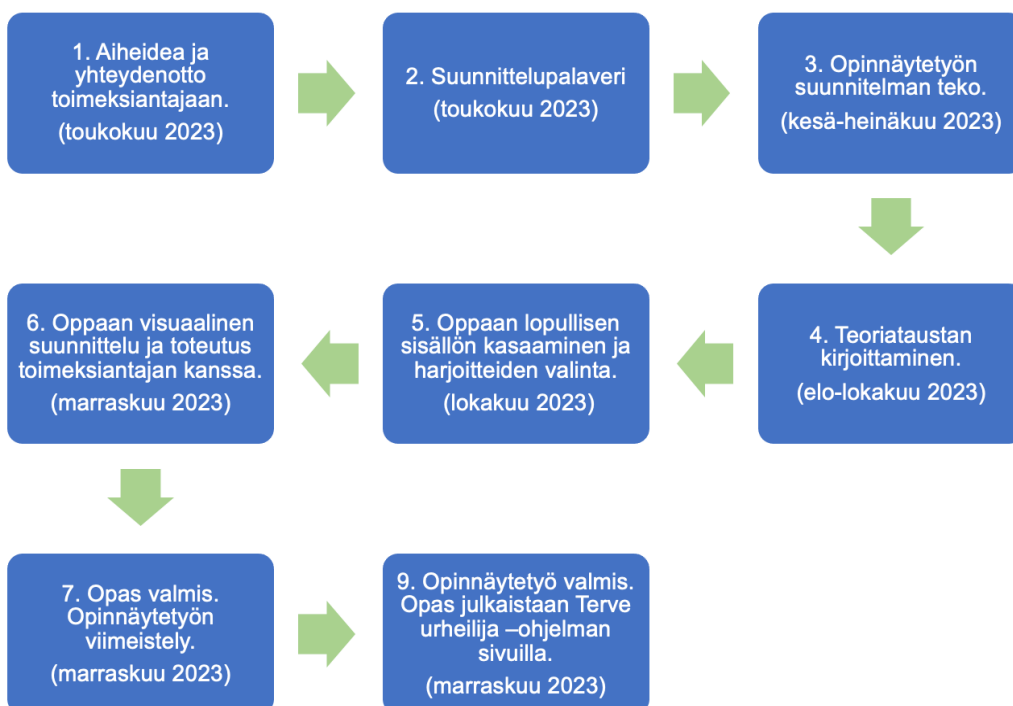 1. Aiheidea ja
yhteydenotto
toimeksiantajaan.
(toukokuu 2023)
2. Suunnittelupalaveri
(toukokuu 2023)
3. Opinnäytetyön
suunnitelman teko.
(kesä-heinäkuu 2023)
4. Teoriataustan
kirjoittaminen.
(elo-lokakuu 2023)
5. Oppaan lopullisen
sisällön kasaaminen ja
harjoitteiden valinta.
(lokakuu 2023)
6. Oppaan visuaalinen
suunnittelu ja toteutus
toimeksiantajan kanssa.
(marraskuu 2023)
7. Opas valmis.
Opinnäytetyön
viimeistely.
(marraskuu 2023)
9. Opinnäytetyö valmis.
Opas julkaistaan Terve
urheilija –ohjelman
sivuilla.
(marraskuu 2023)